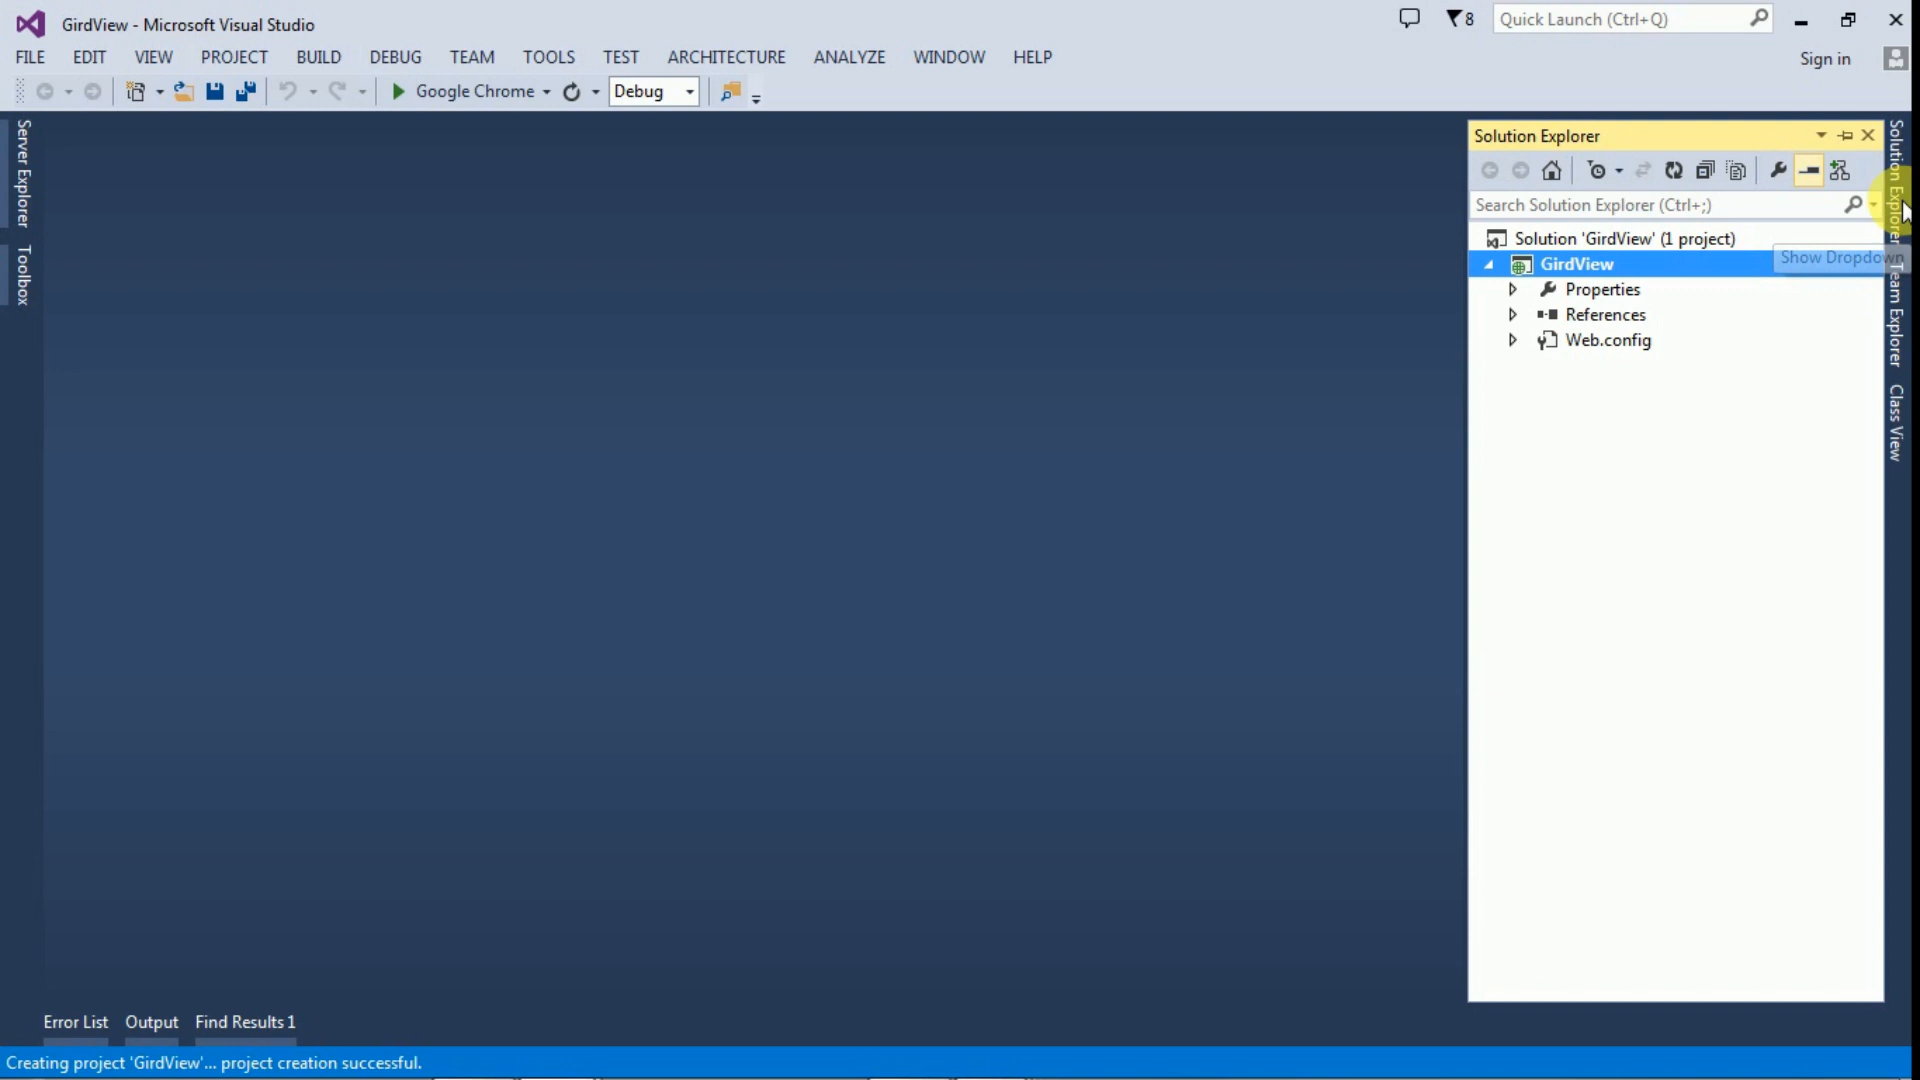 GirdView - Microsoft Visual Studio
8
Quick Launch (Ctrl+Q)
FILE EDIT VIEW PROJECT BUILD DEBUG TEAM TOOLS TEST ARCHITECTURE ANALYZE WINDOW HELP
Sign in
Google Chrome
Debug
Server Explorer
Toolbox
Solution Explorer
Search Solution Explorer (Ctrl+;)
Solution 'GirdView' (1 project)
GirdView
Show Dropdown
Properties
References
Web.config
Solution Explorer
Team Explorer
Class View
Error List Output Find Results 1
Creating project 'GirdView'... project creation successful.